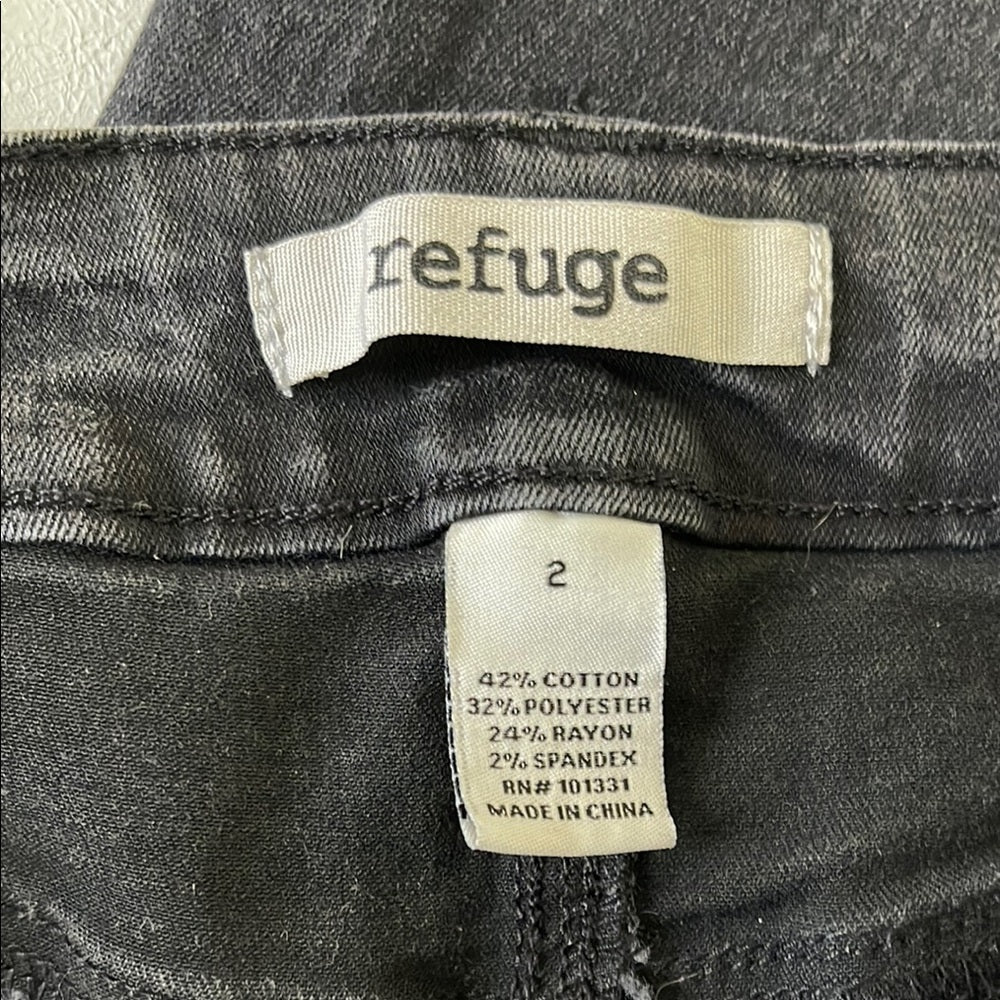 refuge
2
42% COTTON
32% POLYESTER
24% RAYON
2% SPANDEX
RN# 101331
MADE IN CHINA